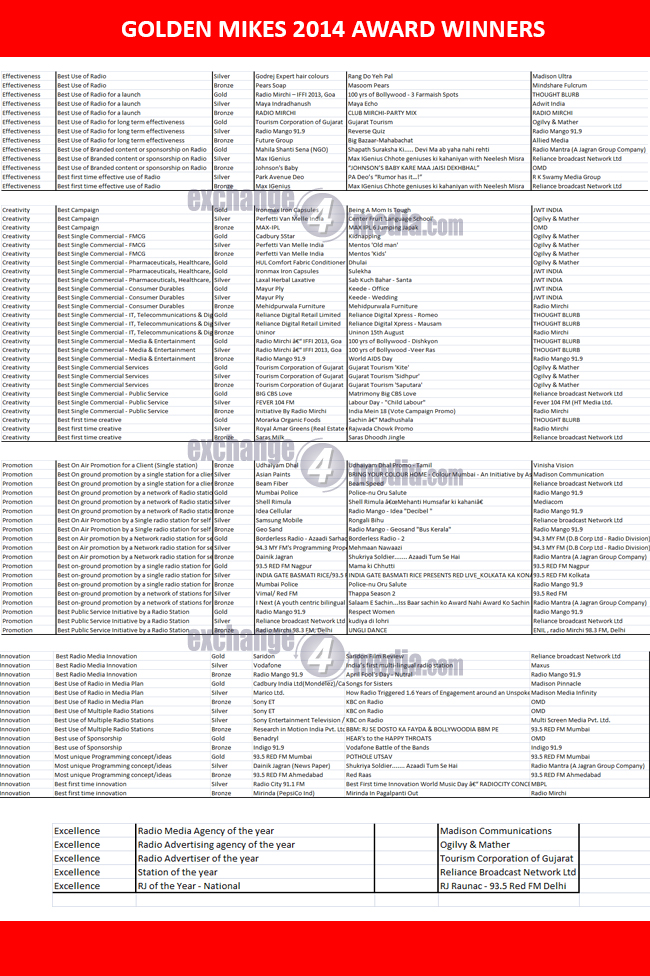 GOLDEN MIKES 2014 AWARD WINNERS
Effectiveness Best Use of Radio Silver Godrej Expert hair colours Rang Do Yeh Pal Madison Ultra
Effectiveness Best Use of Radio Bronze Pears Soap Masoom Pears Mindshare Fulcrum
Effectiveness Best Use of Radio for a launch Gold Radio Mirchi – IFFI 2013, Goa 100 yrs of Bollywood - 3 Farmaish Spots THOUGHT BLURB
Effectiveness Best Use of Radio for a launch Silver Maya Indradhanush Maya Echo Adwit India
Effectiveness Best Use of Radio for a launch Bronze RADIO MIRCHI CLUB MIRCHI-PARTY MIX RADIO MIRCHI
Effectiveness Best Use of Radio for long term effectiveness Gold Tourism Corporation of Gujarat Gujarat Tourism Ogilvy & Mather
Effectiveness Best Use of Radio for long term effectiveness Silver Radio Mango 91.9 Reverse Quiz Radio Mango 91.9
Effectiveness Best Use of Radio for long term effectiveness Bronze Future Group Big Bazaar-Mahabachat Allied Media
Effectiveness Best Use of Branded content or sponsorship on Radio Gold Mahila Shanti Sena (NGO) Shapath Suraksha Ki..... Devi Ma ab yaha nahi rehti Radio Mantra (A Jagran Group Company)
Effectiveness Best Use of Branded content or sponsorship on Radio Silver Max IGenius Max IGenius Chhote geniuses ki kahaniyan with Neelesh Misra Reliance broadcast Network Ltd
Effectiveness Best Use of Branded content or sponsorship on Radio Bronze Johnson's Baby "JOHNSON'S BABY KARE MAA JAISI DEKHBHAL" OMD
Effectiveness Best first time effective use of Radio Silver Park Avenue Deo PA Deo's "Rumor has it...!" R K Swamy Media Group
Effectiveness Best first time effective use of Radio Bronze Max IGenius Max IGenius Chhote geniuses ki kahaniyan with Neelesh Misra Reliance broadcast Network Ltd
exchange 4 media.com
Creativity Best Campaign Gold Ironmax Iron Capsules Being A Mom Is Tough JWT INDIA
Creativity Best Campaign Silver Perfetti Van Melle India Center Fruit 'Language School' Ogilvy & Mather
Creativity Best Campaign Bronze MAX-IPL MAX IPL 6 Jumping Japak OMD
Creativity Best Single Commercial - FMCG Gold Cadbury 5Star Kidnapping Ogilvy & Mather
Creativity Best Single Commercial - FMCG Silver Perfetti Van Melle India Mentos 'Old man' Ogilvy & Mather
Creativity Best Single Commercial - FMCG Bronze Perfetti Van Melle India Mentos 'Kids' Ogilvy & Mather
Creativity Best Single Commercial - Pharmaceuticals, Healthcare, Gold HUL Comfort Fabric Conditioner Dhulai Ogilvy & Mather
Creativity Best Single Commercial - Pharmaceuticals, Healthcare, Silver Ironmax Iron Capsules Sulekha JWT INDIA
Creativity Best Single Commercial - Pharmaceuticals, Healthcare, Silver Laxal Herbal Laxative Sab Kuch Bahar - Santa JWT INDIA
Creativity Best Single Commercial - Consumer Durables Gold Mayur Ply Keede - Office JWT INDIA
Creativity Best Single Commercial - Consumer Durables Silver Mayur Ply Keede - Wedding JWT INDIA
Creativity Best Single Commercial - Consumer Durables Bronze Mehidpurwala Furniture Mehidpurwala Furniture Radio Mirchi
Creativity Best Single Commercial - IT, Telecommunications & Dig Gold Reliance Digital Retail Limited Reliance Digital Xpress - Romeo THOUGHT BLURB
Creativity Best Single Commercial - IT, Telecommunications & Dig Silver Reliance Digital Retail Limited Reliance Digital Xpress - Mausam THOUGHT BLURB
Creativity Best Single Commercial - IT, Telecommunications & Dig Bronze Uninor Uninon 15th August Radio Mirchi
Creativity Best Single Commercial - Media & Entertainment Gold Radio Mirchi â€" IFFI 2013, Goa 100 yrs of Bollywood - Dishkyon THOUGHT BLURB
Creativity Best Single Commercial - Media & Entertainment Silver Radio Mirchi â€" IFFI 2013, Goa 100 yrs of Bollywood -Veer Ras THOUGHT BLURB
Creativity Best Single Commercial - Media & Entertainment Bronze Radio Mango 91.9 World AIDS Day Radio Mango 91.9
Creativity Best Single Commercial Services Gold Tourism Corporation of Gujarat Gujarat Tourism 'Kite' Ogilvy & Mather
Creativity Best Single Commercial Services Silver Tourism Corporation of Gujarat Gujarat Tourism 'Sidhpur' Ogilvy & Mather
Creativity Best Single Commercial Services Bronze Tourism Corporation of Gujarat Gujarat Tourism 'Saputara' Ogilvy & Mather
Creativity Best Single Commercial - Public Service Gold BIG CBS Love Matrimony Big CBS Love Reliance broadcast Network Ltd
Creativity Best Single Commercial - Public Service Silver FEVER 104 FM Labour Day - "Child Labour" Fever 104 FM (HT Media Ltd.
Creativity Best Single Commercial - Public Service Bronze Initiative By Radio Mirchi India Mein 18 (Vote Campaign Promo) Radio Mirchi
Creativity Best first time creative Gold Morarka Organic Foods Sachin â€" Madhushala THOUGHT BLURB
Creativity Best first time creative Silver Royal Amar Greens (Real Estate Rajwada Chowk Promo Radio Mirchi
Creativity Best first time creative Bronze Saras Milk Saras Dhoodh Jingle Reliance broadcast Network Ltd
exchange 4 media.com
Promotion Best On Air Promotion for a Client (Single station) Bronze Udhaiyam Dhal Udhaiyam Dhal Promo - Tamil Vinisha Vision
Promotion Best On ground promotion by a single station for a clie Silver Asian Paints BRING YOUR COLOUR HOME - Colour Mumbai - An Initiative by As Madison Communication
Promotion Best On ground promotion by a single station for a clie Bronze Beam Fiber Beam Speed Reliance broadcast Network Ltd
Promotion Best On ground promotion by a network of Radio static Gold Mumbai Police Police-nu Oru Salute Radio Mango 91.9
Promotion Best On ground promotion by a network of Radio static Silver Shell Rimula Shell Rimula â€œMehanti Humsafar ki kahaniâ€ Mediacom
Promotion Best On ground promotion by a network of Radio static Bronze Idea Cellular Radio Mango - Idea "Decibel " Radio Mango 91.9
Promotion Best On Air Promotion by a Single radio station for self Silver Samsung Mobile Rongali Bihu Reliance broadcast Network Ltd
Promotion Best On Air Promotion by a Single radio station for self Bronze Geo Sand Radio Mango - Geosand "Bus Kerala" Radio Mango 91.9
Promotion Best On Air Promotion by a Network radio station for se Gold Borderless Radio - Azaadi Sarhad Borderless Radio - 2 94.3 MY FM (D.B Corp Ltd - Radio Division)
Promotion Best On Air Promotion by a Network radio station for se Silver 94.3 MY FM's Programming Prop Mehmaan Nawaazi 94.3 MY FM (D.B Corp Ltd - Radio Division)
Promotion Best On Air Promotion by a Network radio station for se Bronze Dainik Jagran Shukriya Soldier........ Azaadi Tum Se Hai Radio Mantra (A Jagran Group Company)
Promotion Best on-ground promotion by a single radio station for Gold 93.5 RED FM Nagpur Mama ki Chhutti 93.5 RED FM Nagpur
Promotion Best on-ground promotion by a single radio station for Silver INDIA GATE BASMATI RICE/93.5 F INDIA GATE BASMATI RICE PRESENTS RED LIVE_KOLKATA KA KON 93.5 RED FM Kolkata
Promotion Best on-ground promotion by a single radio station for Bronze Mumbai Police Police-nu Oru Salute Radio Mango 91.9
Promotion Best on-ground promotion by a network of stations for Silver Vimal/ Red FM Thappa Season 2 93.5 Red FM
Promotion Best on-ground promotion by a network of stations for Bronze I Next (A youth centric bilingual Salaam E Sachin...Iss Baar sachin ko Award Nahi Award Ko Sachin Radio Mantra (A Jagran Group Company)
Promotion Best Public Service Initiative by a Radio Station Gold Radio Mango 91.9 Respect Women Radio Mango 91.9
Promotion Best Public Service Initiative by a Radio Station Silver Reliance broadcast Network Ltd kudiya di lohri Reliance broadcast Network Ltd
Promotion Best Public Service Initiative by a Radio Station Bronze Radio Mirchi 98.3 FM, Delhi UNGLI DANCE ENIL, radio Mirchi 98.3 FM, Delhi
exchange 4 media.com
Innovation Best Radio Media Innovation Gold Saridon Saridon Film Review Reliance broadcast Network Ltd
Innovation Best Radio Media Innovation Silver Vodafone India's first multi-lingual radio station Maxus
Innovation Best Radio Media Innovation Bronze Radio Mango 91.9 April Fool's Day - Nutral Radio Mango 91.9
Innovation Best Use of Radio in Media Plan Gold Cadbury India Ltd(Mondelez)/Ca Songs for Sisters Madison Pinnacle
Innovation Best Use of Radio in Media Plan Silver Marico Ltd. How Radio Triggered 1.6 Years of Engagement around an Unspoke Madison Media Infinity
Innovation Best Use of Radio in Media Plan Bronze Sony ET KBC on Radio OMD
Innovation Best Use of Multiple Radio Stations Silver Sony ET KBC on Radio OMD
Innovation Best Use of Multiple Radio Stations Silver Sony Entertainment Television / KBC on Radio Multi Screen Media Pvt. Ltd.
Innovation Best Use of Multiple Radio Stations Bronze Research in Motion India Pvt. Ltd BBM: RJ SE DOSTO KA FAYDA & BOLLYWOODIA BBM PE 93.5 RED FM Mumbai
Innovation Best use of Sponsorship Gold Benadryl HEAR's to the HAPPY THROATS OMD
Innovation Best use of Sponsorship Bronze Indigo 91.9 Vodafone Battle of the Bands Indigo 91.9
Innovation Most unique Programming concept/ideas Gold 93.5 RED FM Mumbai POTHOLE UTSAV 93.5 RED FM Mumbai
Innovation Most unique Programming concept/ideas Silver Dainik Jagran (News Paper) Shukriya Soldier........ Azaadi Tum Se Hai Radio Mantra (A Jagran Group Company)
Innovation Most unique Programming concept/ideas Bronze 93.5 RED FM Ahmedabad Red Raas 93.5 RED FM Ahmedabad
Innovation Best first time innovation Silver Radio City 91.1 FM Best First time Innovation World Music Day â€" RADIOCITY CONCE MBPL
Innovation Best first time innovation Bronze Mirinda (PepsiCo Ind) Mirinda In Pagalpanti Out Radio Mirchi
Excellence Radio Media Agency of the year Madison Communications
Excellence Radio Advertising agency of the year Ogilvy & Mather
Excellence Radio Advertiser of the year Tourism Corporation of Gujarat
Excellence Station of the year Reliance Broadcast Network Ltd
Excellence RJ of the Year - National RJ Raunac - 93.5 Red FM Delhi